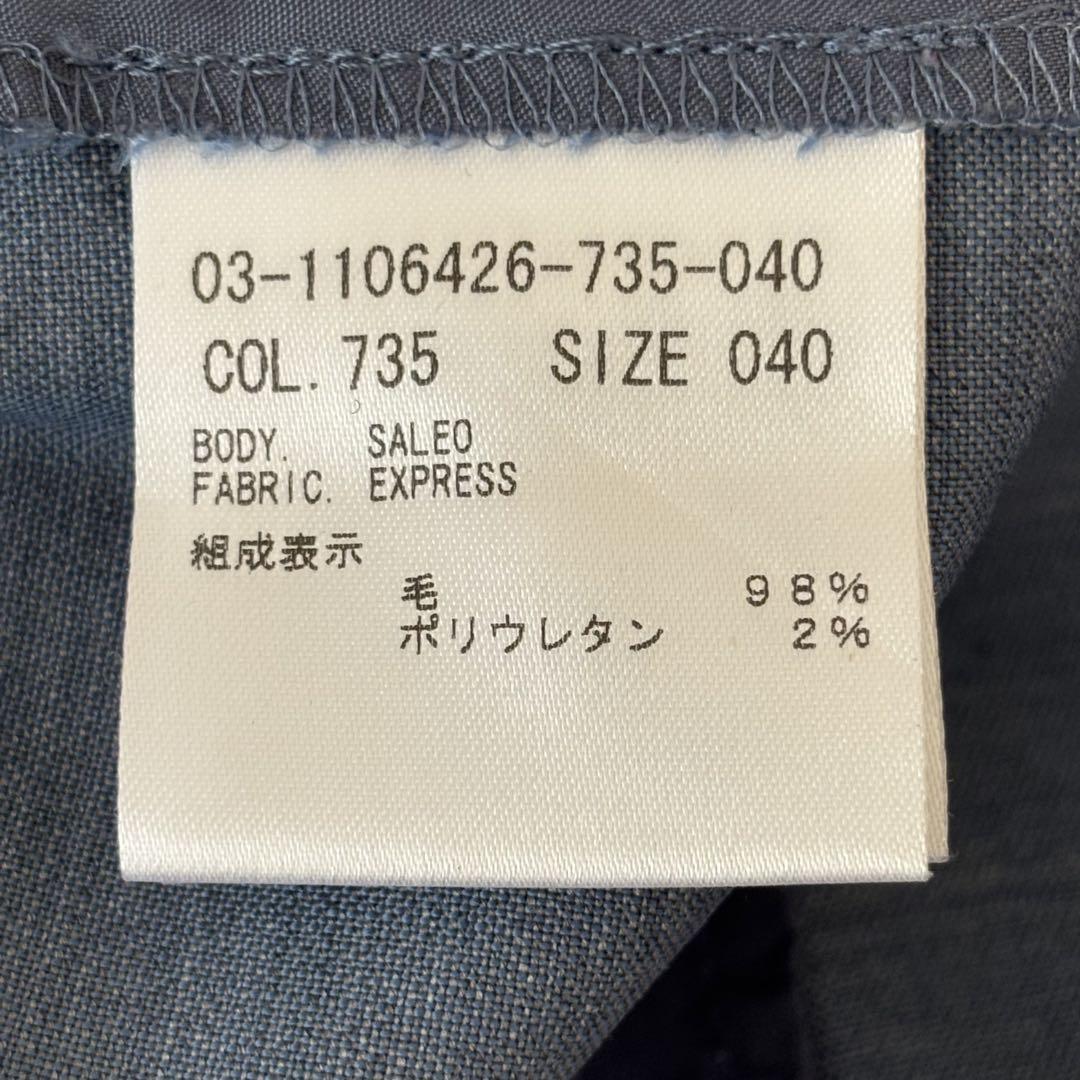 03-1106426-735-040
COL. 735 SIZE 040
BODY. SALEO
FABRIC. EXPRESS
組成表示
毛 98%
ポリウレタン 2%